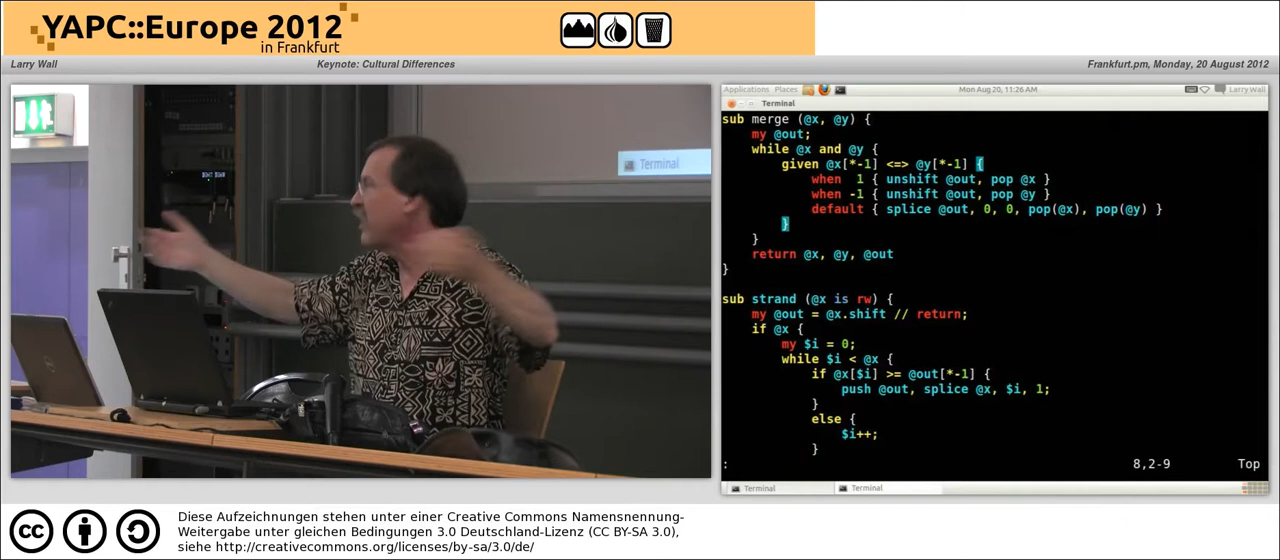 YAPC::Europe 2012
in Frankfurt
Larry Wall Keynote: Cultural Differences Frankfurt.pm, Monday, 20 August 2012
Terminal
Applications Places Mon Aug 20, 11:26 AM Larry Wall
Terminal
sub merge (@x, @y) {
    my @out;
    while @x and @y {
        given @x[*-1] <=> @y[*-1] {
            when  1 { unshift @out, pop @x }
            when -1 { unshift @out, pop @y }
            default { splice @out, 0, 0, pop(@x), pop(@y) }
        }
    }
    return @x, @y, @out
}
sub strand (@x is rw) {
    my @out = @x.shift // return;
    if @x {
        my $i = 0;
        while $i < @x {
            if @x[$i] >= @out[*-1] {
                push @out, splice @x, $i, 1;
            }
            else {
                $i++;
            }
: 8,2-9 Top
Terminal Terminal
cc
Diese Aufzeichnungen stehen unter einer Creative Commons Namensnennung-
Weitergabe unter gleichen Bedingungen 3.0 Deutschland-Lizenz (CC BY-SA 3.0),
siehe http://creativecommons.org/licenses/by-sa/3.0/de/